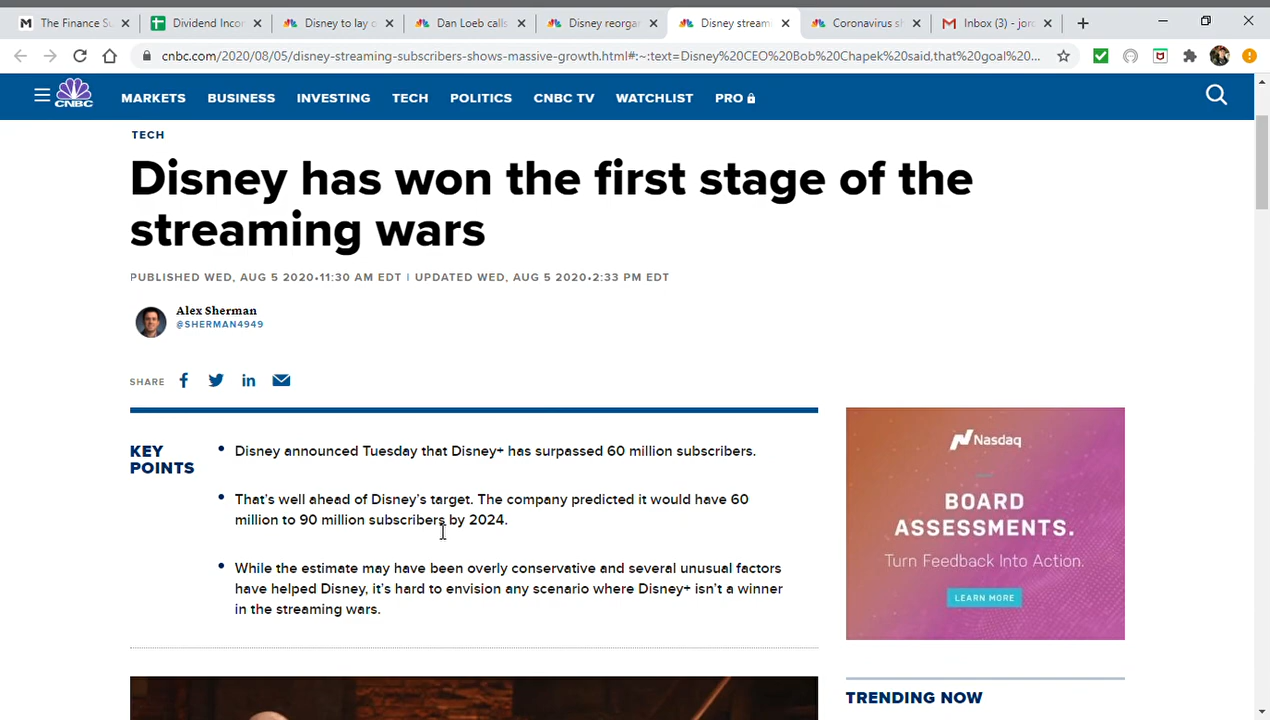 The Finance Su
Dividend Incor
Disney to lay o
Dan Loeb calls
Disney reorga
Disney stream
Coronavirus sh
Inbox (3) - jor
cnbc.com/2020/08/05/disney-streaming-subscribers-shows-massive-growth.html#:~:text=Disney%20CEO%20Bob%20Chapek%20said,that%20goal%20...
CNBC
MARKETS BUSINESS INVESTING TECH POLITICS CNBC TV WATCHLIST PRO
TECH
Disney has won the first stage of the
streaming wars
PUBLISHED WED, AUG 5 2020•11:30 AM EDT | UPDATED WED, AUG 5 2020•2:33 PM EDT
Alex Sherman
@SHERMAN4949
SHARE
KEY
POINTS
Disney announced Tuesday that Disney+ has surpassed 60 million subscribers.
That's well ahead of Disney's target. The company predicted it would have 60
million to 90 million subscribers by 2024.
While the estimate may have been overly conservative and several unusual factors
have helped Disney, it's hard to envision any scenario where Disney+ isn't a winner
in the streaming wars.
Nasdaq
BOARD
ASSESSMENTS.
Turn Feedback Into Action.
LEARN MORE
TRENDING NOW